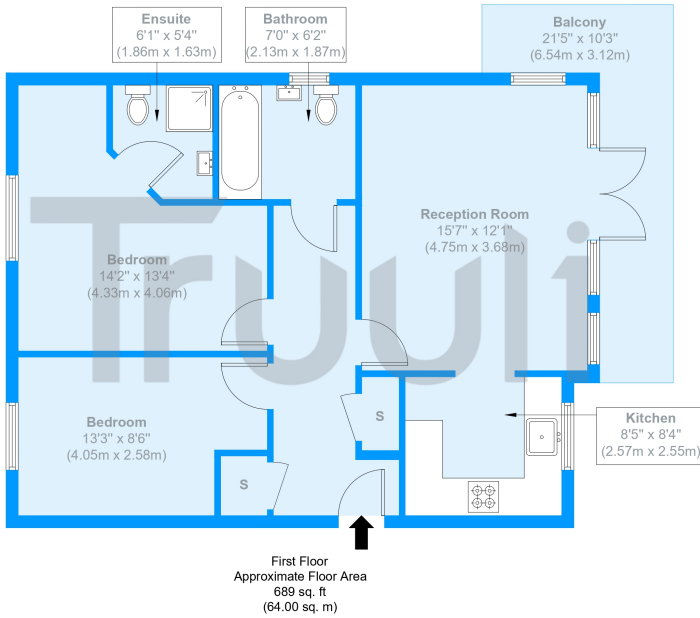 Ensuite
6'1" x 5'4"
(1.86m x 1.63m)
Bathroom
7'0" x 6'2"
(2.13m x 1.87m)
Balcony
21'5" x 10'3"
(6.54m x 3.12m)
Reception Room
15'7" x 12'1"
(4.75m x 3.68m)
Bedroom
14'2" x 13'4"
(4.33m x 4.06m)
Truuli
Bedroom
13'3" x 8'6"
(4.05m x 2.58m)
S
Kitchen
8'5" x 8'4"
(2.57m x 2.55m)
S
First Floor
Approximate Floor Area
689 sq. ft
(64.00 sq. m)